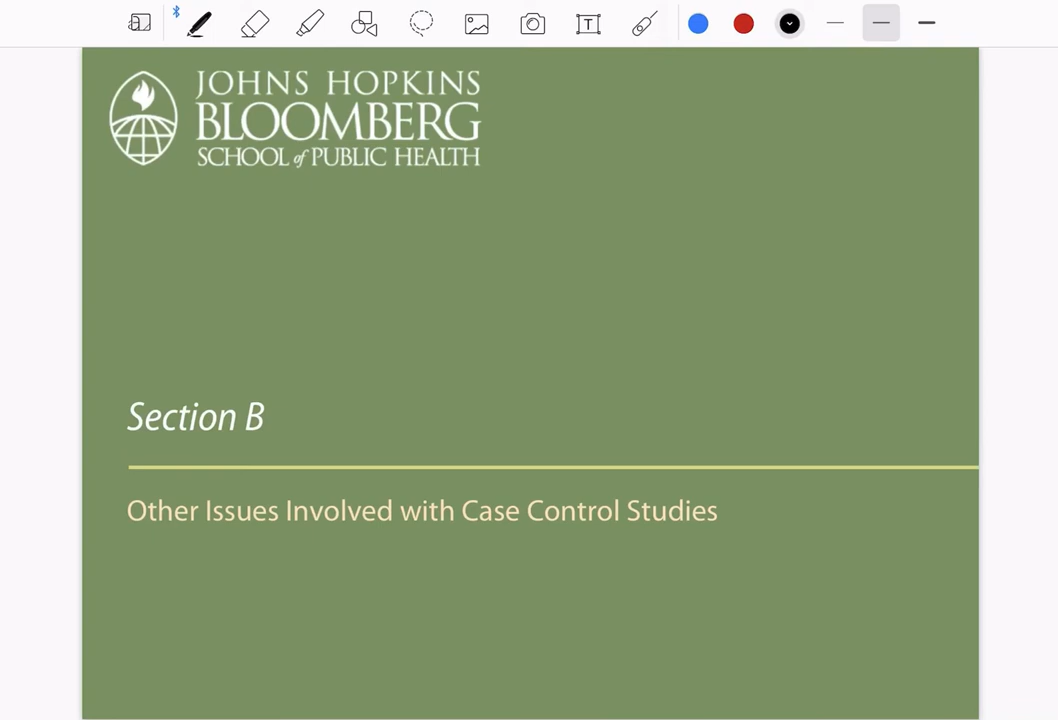 JOHNS HOPKINS
BLOOMBERG
SCHOOL of PUBLIC HEALTH
Section B
Other Issues Involved with Case Control Studies